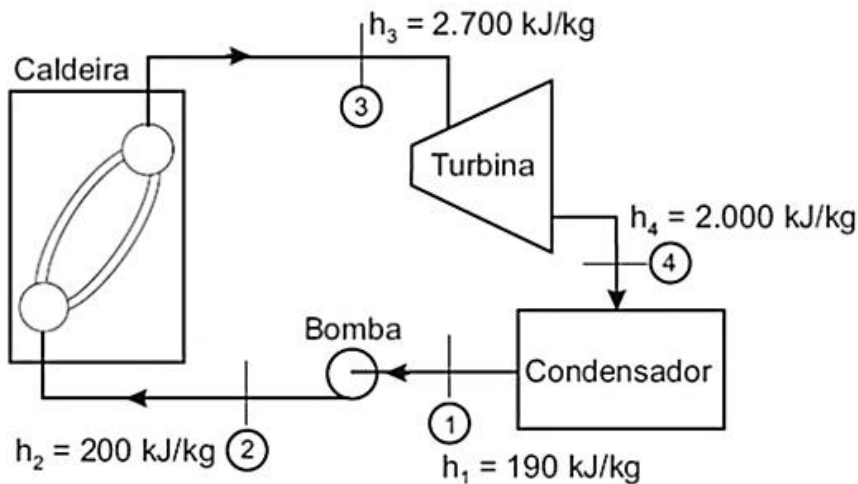 h₃ = 2.700 kJ/kg
Caldeira
3
Turbina
h₄ = 2.000 kJ/kg
4
Bomba
Condensador
h₂ = 200 kJ/kg
2
1
h₁ = 190 kJ/kg